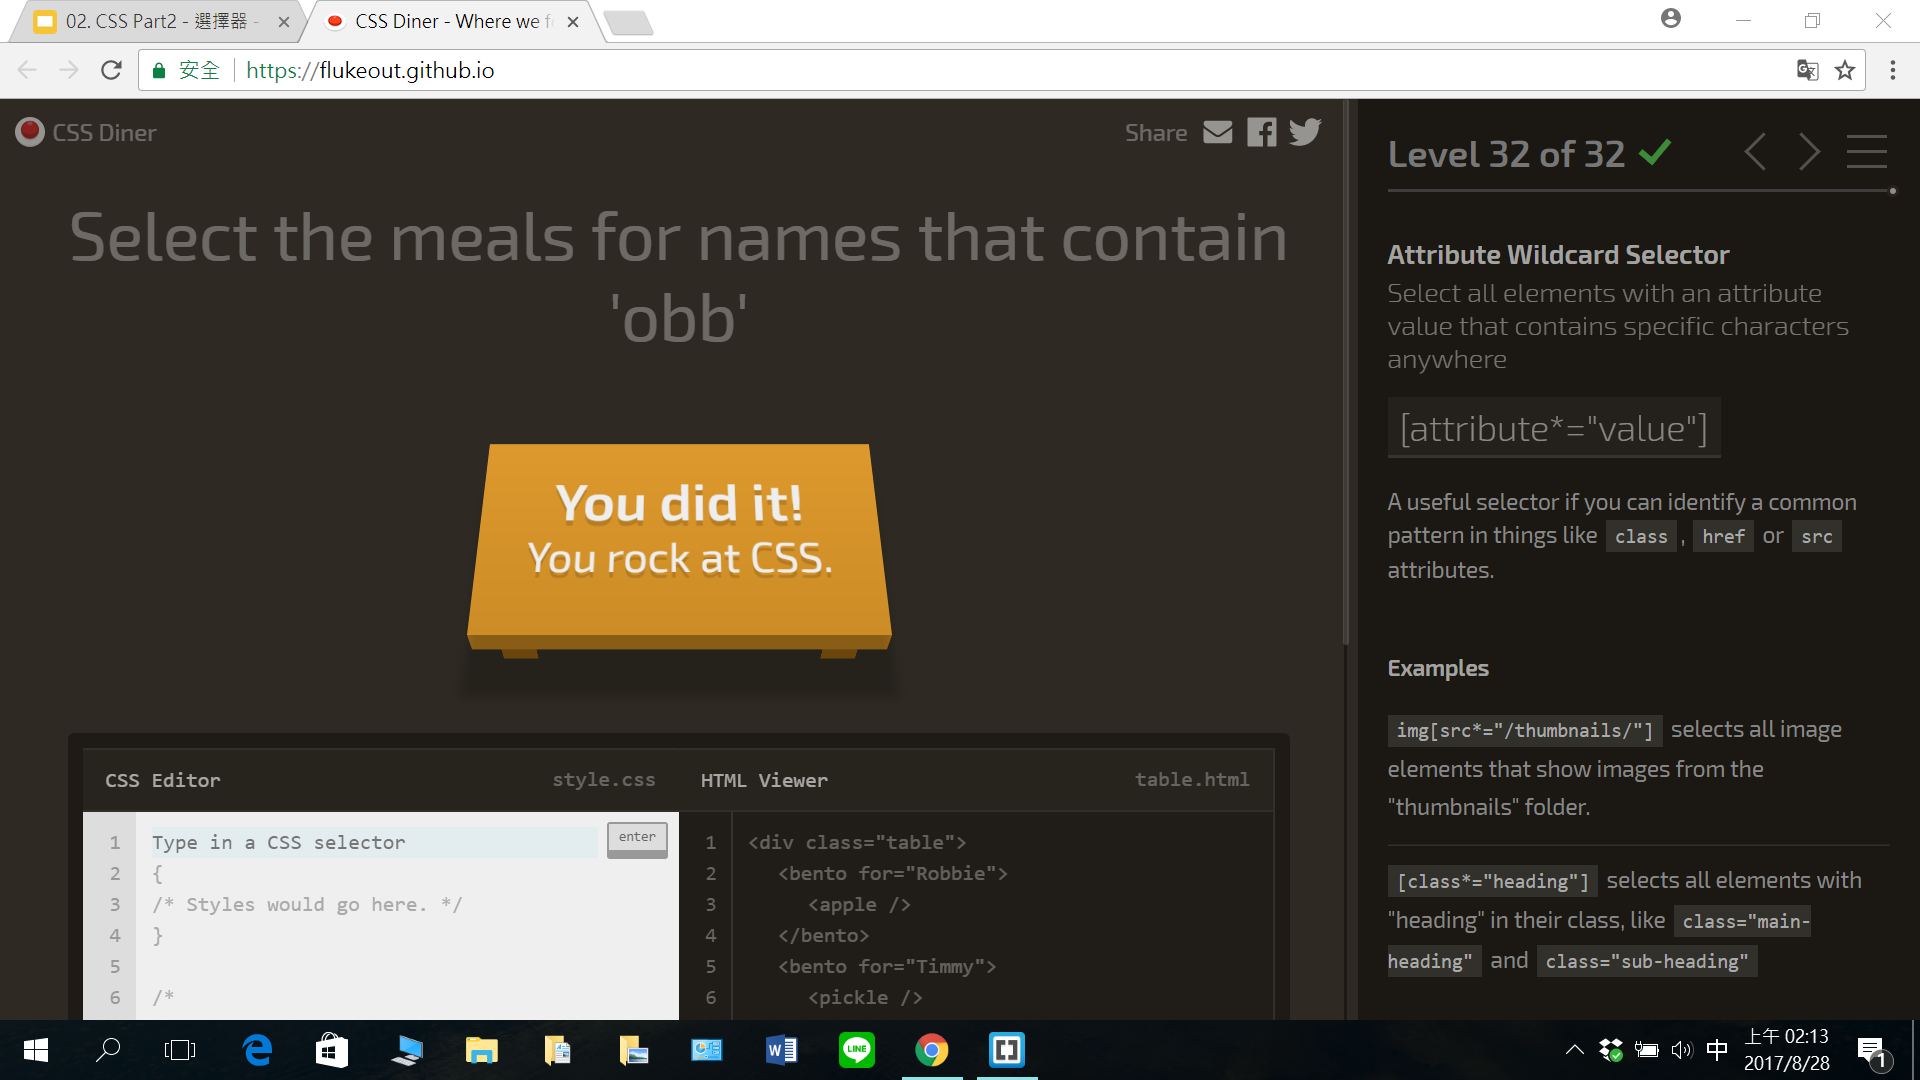 02. CSS Part2 - 選擇器 -
CSS Diner - Where we f
安全
https://flukeout.github.io
CSS Diner
Share
Select the meals for names that contain
'obb'
You did it!
You rock at CSS.
CSS Editor
style.css
1 Type in a CSS selector
enter
2 {
3 /* Styles would go here. */
4 }
5
6 /*
HTML Viewer
table.html
1 <div class="table">
2 <bento for="Robbie">
3 <apple />
4 </bento>
5 <bento for="Timmy">
6 <pickle />
Level 32 of 32
Attribute Wildcard Selector
Select all elements with an attribute
value that contains specific characters
anywhere
[attribute*="value"]
A useful selector if you can identify a common
pattern in things like class , href or src
attributes.
Examples
img[src*="/thumbnails/"] selects all image
elements that show images from the
"thumbnails" folder.
[class*="heading"] selects all elements with
"heading" in their class, like class="main-
heading" and class="sub-heading"
LINE
中
上午 02:13
2017/8/28
1